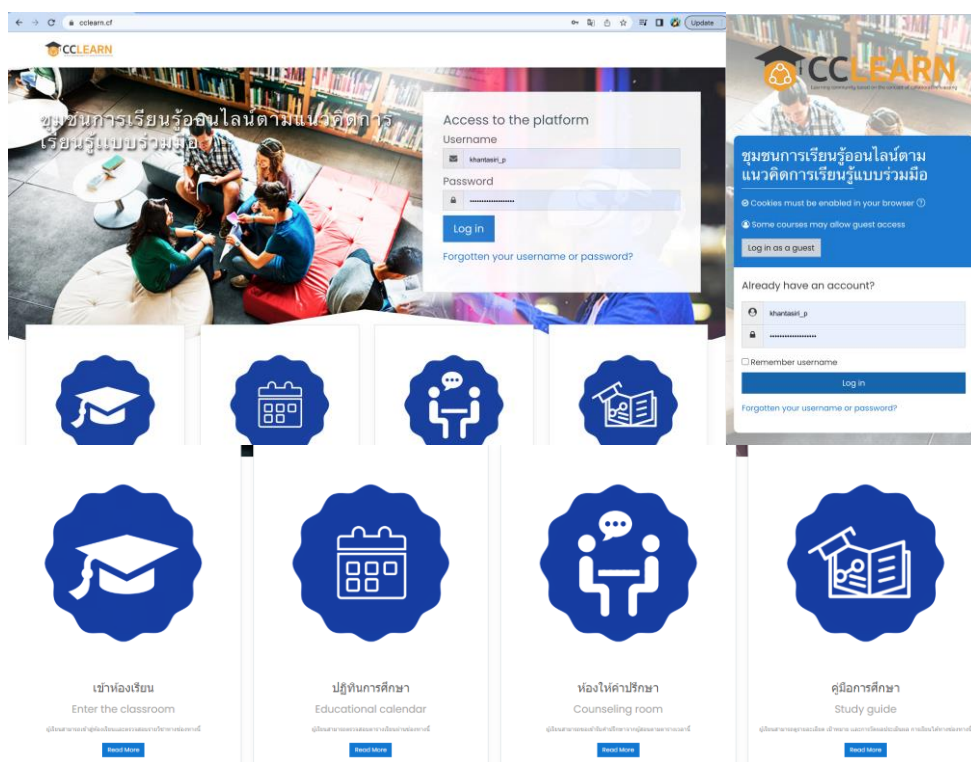 cclearn.cf
Update
CCLEARN
ชุมชนการเรียนรู้ออนไลน์ตามแนวคิดการ
เรียนรู้แบบร่วมมือ
Access to the platform
Username
khantasiri_p
Password
Log in
Forgotten your username or password?
CCLEARN
Learning community based on the concept of collaborative inquiry
ชุมชนการเรียนรู้ออนไลน์ตาม
แนวคิดการเรียนรู้แบบร่วมมือ
Cookies must be enabled in your browser
Some courses may allow guest access
Log in as a guest
Already have an account?
khantasiri_p
Remember username
Log in
Forgotten your username or password?
เข้าห้องเรียน
Enter the classroom
Read More
ปฏิทินการศึกษา
Educational calendar
Read More
ห้องให้คำปรึกษา
Counseling room
Read More
คู่มือการศึกษา
Study guide
Read More